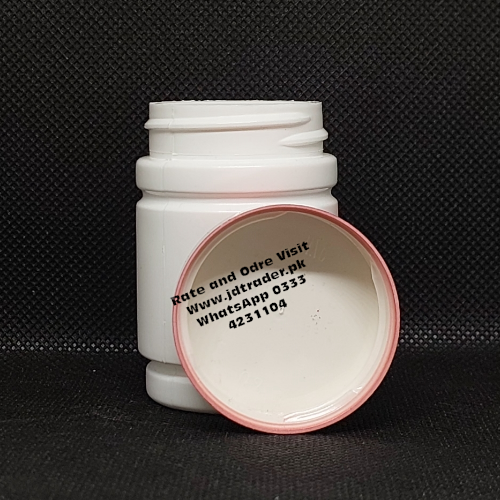 Rate and Odre Visit
Www.jdtrader.pk
WhatsApp 0333
4231104